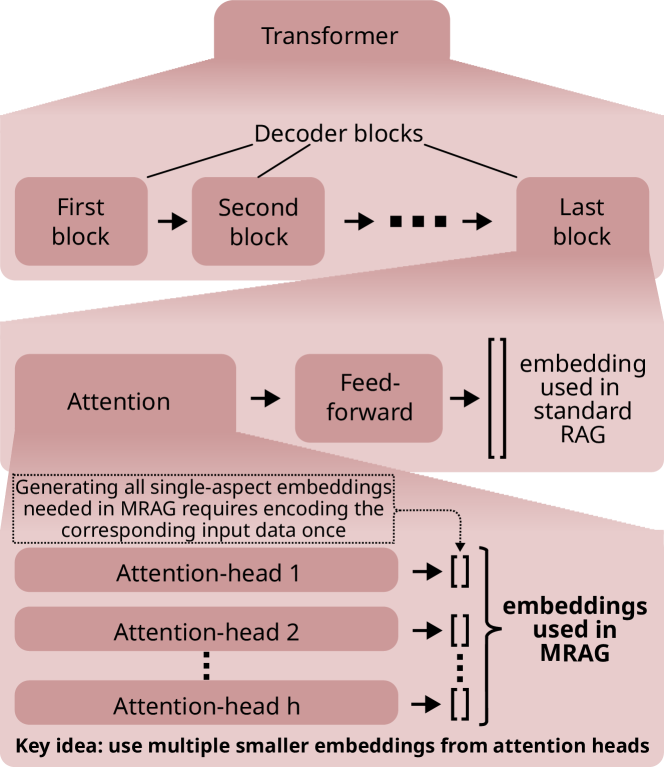 Transformer
Decoder blocks
First
block
Second
block
Last
block
Attention
Feed-
forward
embedding
used in
standard
RAG
Generating all single-aspect embeddings
needed in MRAG requires encoding the
corresponding input data once
Attention-head 1
Attention-head 2
Attention-head h
embeddings
used in
MRAG
Key idea: use multiple smaller embeddings from attention heads